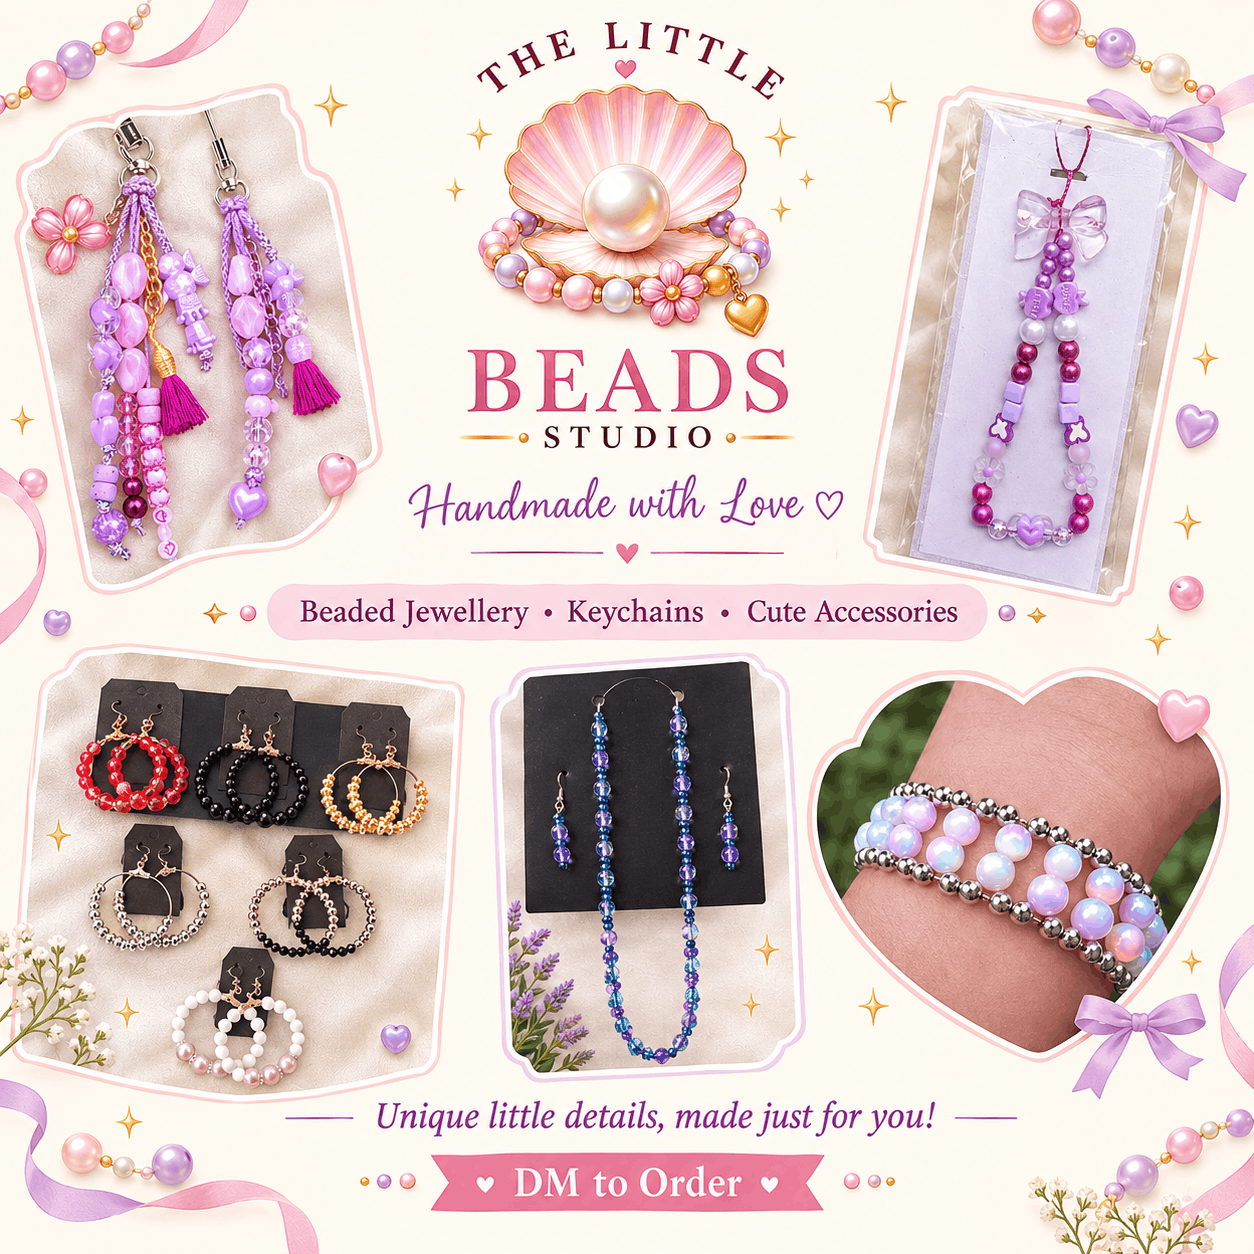 THE LITTLE
BEADS
STUDIO
Handmade with Love ♡
Beaded Jewellery • Keychains • Cute Accessories
Unique little details, made just for you!
♥ DM to Order ♥